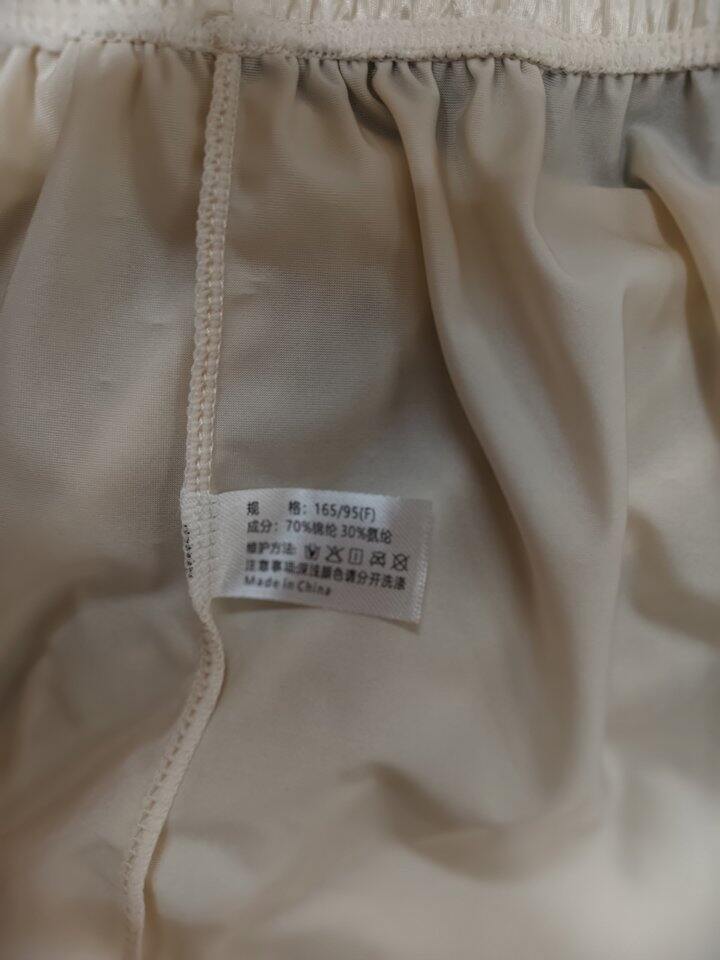 规 格：165/95(F)
成分：70%锦纶 30%氨纶
维护方法:
注意事项:深浅颜色请分开洗涤
Made in China